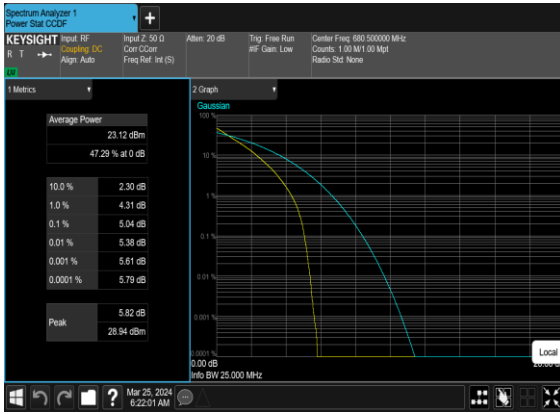 Spectrum Analyzer 1
Power Stat CCDF
+
KEYSIGHT
R T
LXI
Input: RF
Coupling: DC
Align: Auto
Input Z: 50 Ω
Corr CCorr
Freq Ref: Int (S)
Atten: 20 dB
Trig: Free Run
#IF Gain: Low
Center Freq: 680.500000 MHz
Counts: 1.00 M/1.00 Mpt
Radio Std: None
1 Metrics
Average Power
23.12 dBm
47.29 % at 0 dB
10.0 % 2.30 dB
1.0 % 4.31 dB
0.1 % 5.04 dB
0.01 % 5.38 dB
0.001 % 5.61 dB
0.0001 % 5.79 dB
Peak
5.82 dB
28.94 dBm
2 Graph
Gaussian
100 %
10 %
1 %
0.1 %
0.01 %
0.001 %
0.0001 %
0.00 dB
Info BW 25.000 MHz
Local
?
Mar 25, 2024
6:22:01 AM